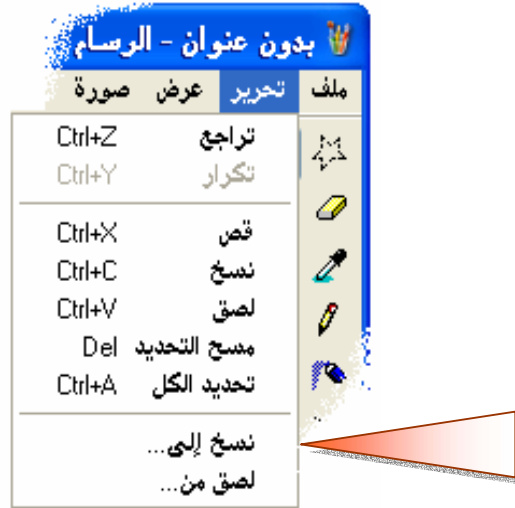 بدون عنوان - الرسام
ملف تحرير عرض صورة
تراجع Ctrl+Z
تكرار Ctrl+Y
قص Ctrl+X
نسخ Ctrl+C
لصق Ctrl+V
مسح التحديد Del
تحديد الكل Ctrl+A
نسخ إلى...
لصق من...